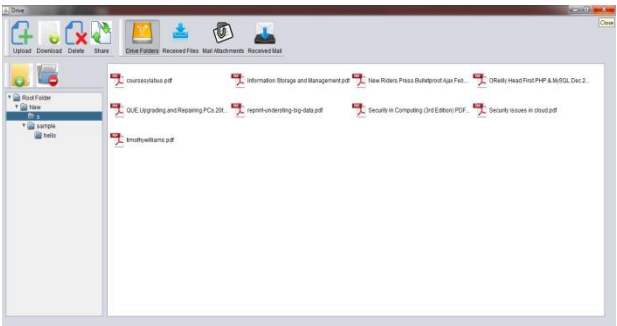 Drive
Close
Upload Download Delete Share Drive Folders Received Files Mail Attachments Received Mail
Root Folder
New
s
sample
hello
coursesylabus.pdf Information Storage and Management.pdf New.Riders.Press.Bulletproof.Ajax.Feb... OReilly.Head.First.PHP.&.MySQL.Dec.2...
QUE.Upgrading.and.Repairing.PCs.20t... reprint-understing-big-data.pdf Security in Computing (3rd Edition) PDF... Security issues in cloud.pdf
timothywilliams.pdf